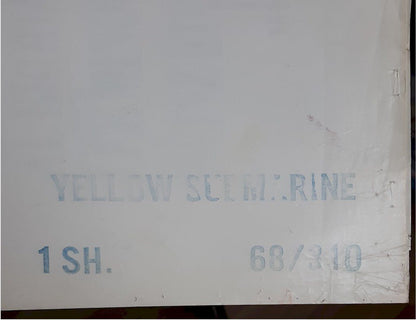 YELLOW SUBMARINE
1 SH. 68/310